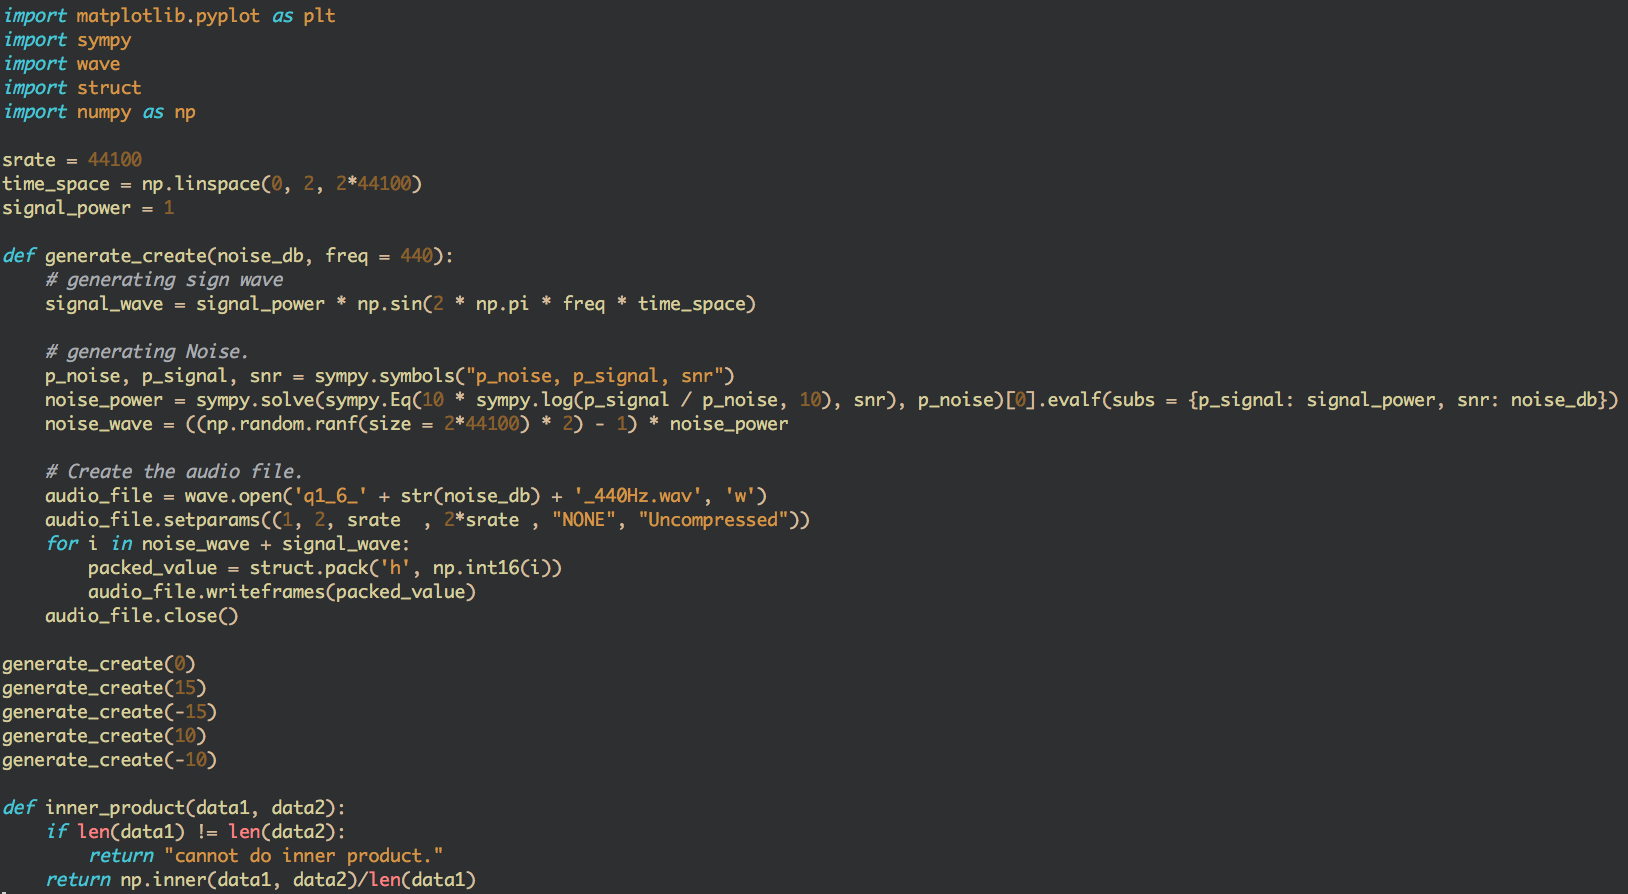 import matplotlib.pyplot as plt
import sympy
import wave
import struct
import numpy as np

srate = 44100
time_space = np.linspace(0, 2, 2*44100)
signal_power = 1

def generate_create(noise_db, freq = 440):
    # generating sign wave
    signal_wave = signal_power * np.sin(2 * np.pi * freq * time_space)

    # generating Noise.
    p_noise, p_signal, snr = sympy.symbols("p_noise, p_signal, snr")
    noise_power = sympy.solve(sympy.Eq(10 * sympy.log(p_signal / p_noise, 10), snr), p_noise)[0].evalf(subs = {p_signal: signal_power, snr: noise_db})
    noise_wave = ((np.random.ranf(size = 2*44100) * 2) - 1) * noise_power

    # Create the audio file.
    audio_file = wave.open('q1_6_' + str(noise_db) + '_440Hz.wav', 'w')
    audio_file.setparams((1, 2, srate  , 2*srate , "NONE", "Uncompressed"))
    for i in noise_wave + signal_wave:
        packed_value = struct.pack('h', np.int16(i))
        audio_file.writeframes(packed_value)
    audio_file.close()

generate_create(0)
generate_create(15)
generate_create(-15)
generate_create(10)
generate_create(-10)

def inner_product(data1, data2):
    if len(data1) != len(data2):
        return "cannot do inner product."
    return np.inner(data1, data2)/len(data1)